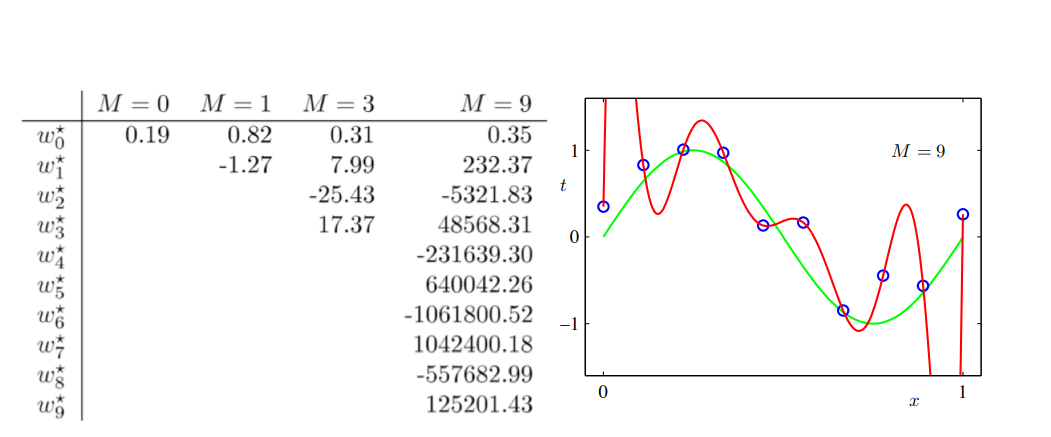 M = 0 M = 1 M = 3 M = 9
w₀* 0.19 0.82 0.31 0.35
w₁* -1.27 7.99 232.37
w₂* -25.43 -5321.83
w₃* 17.37 48568.31
w₄* -231639.30
w₅* 640042.26
w₆* -1061800.52
w₇* 1042400.18
w₈* -557682.99
w₉* 125201.43
M = 9
1
t
0
−1
0 x 1